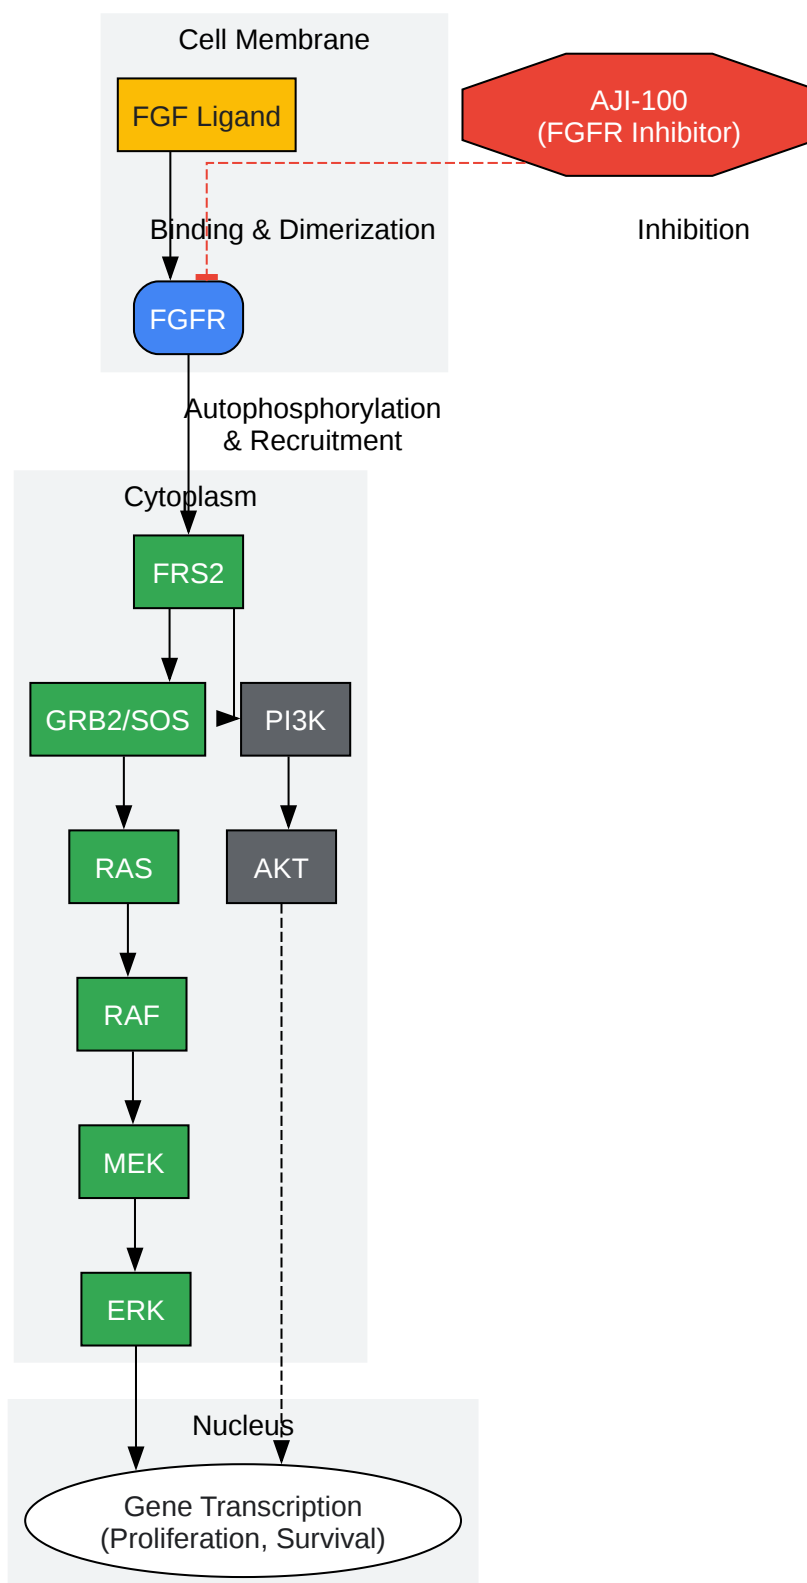 Cell Membrane
FGF Ligand
AJI-100
(FGFR Inhibitor)
Binding & Dimerization
Inhibition
FGFR
Autophosphorylation
& Recruitment
Cytoplasm
FRS2
GRB2/SOS
PI3K
RAS
AKT
RAF
MEK
ERK
Nucleus
Gene Transcription
(Proliferation, Survival)